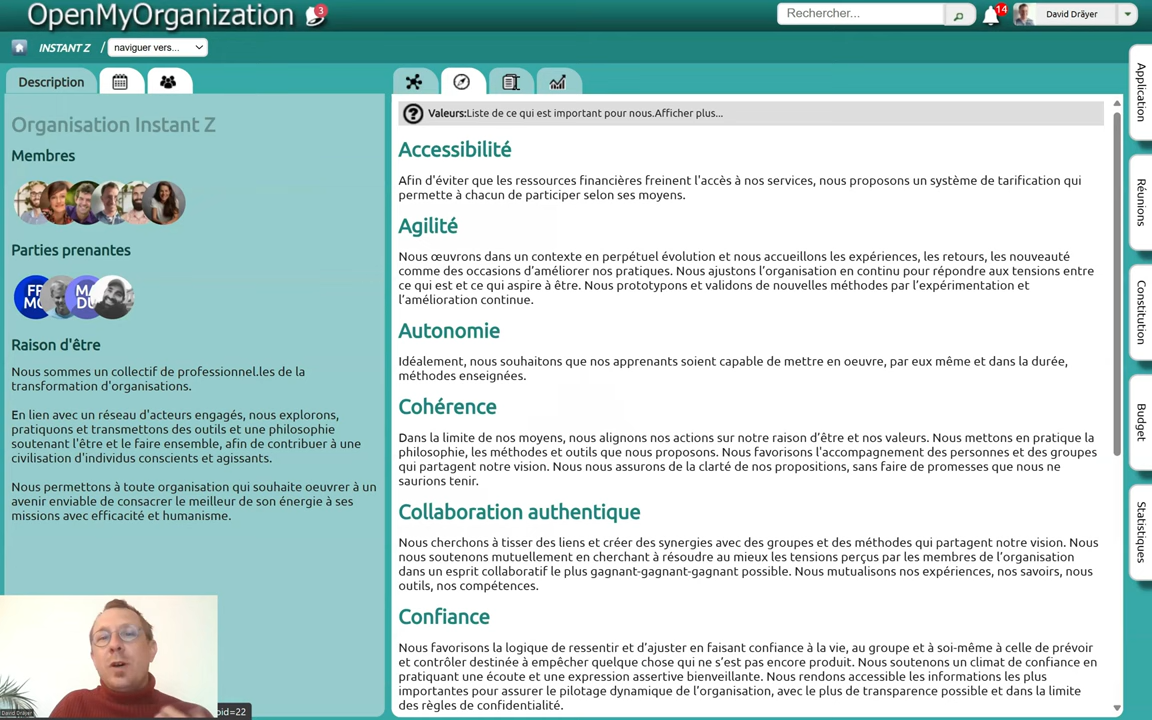 OpenMyOrganization
3
Rechercher...
14
David Dräyer
INSTANT Z / naviguer vers...
Description
Organisation Instant Z
Membres
Parties prenantes
FR
MO
MA
DU
Raison d'être
Nous sommes un collectif de professionnel.les de la
transformation d'organisations.
En lien avec un réseau d'acteurs engagés, nous explorons,
pratiquons et transmettons des outils et une philosophie
soutenant l'être et le faire ensemble, afin de contribuer à une
civilisation d'individus conscients et agissants.
Nous permettons à toute organisation qui souhaite oeuvrer à un
avenir enviable de consacrer le meilleur de son énergie à ses
missions avec efficacité et humanisme.
David Dräyer
pid=22
Valeurs:Liste de ce qui est important pour nous.Afficher plus...
Accessibilité
Afin d'éviter que les ressources financières freinent l'accès à nos services, nous proposons un système de tarification qui
permette à chacun de participer selon ses moyens.
Agilité
Nous œuvrons dans un contexte en perpétuel évolution et nous accueillons les expériences, les retours, les nouveauté
comme des occasions d’améliorer nos pratiques. Nous ajustons l’organisation en continu pour répondre aux tensions entre
ce qui est et ce qui aspire à être. Nous prototypons et validons de nouvelles méthodes par l’expérimentation et
l’amélioration continue.
Autonomie
Idéalement, nous souhaitons que nos apprenants soient capable de mettre en oeuvre, par eux même et dans la durée,
méthodes enseignées.
Cohérence
Dans la limite de nos moyens, nous alignons nos actions sur notre raison d’être et nos valeurs. Nous mettons en pratique la
philosophie, les méthodes et outils que nous proposons. Nous favorisons l'accompagnement des personnes et des groupes
qui partagent notre vision. Nous nous assurons de la clarté de nos propositions, sans faire de promesses que nous ne
saurions tenir.
Collaboration authentique
Nous cherchons à tisser des liens et créer des synergies avec des groupes et des méthodes qui partagent notre vision. Nous
nous soutenons mutuellement en cherchant à résoudre au mieux les tensions perçus par les membres de l’organisation
dans un esprit collaboratif le plus gagnant-gagnant-gagnant possible. Nous mutualisons nos expériences, nos savoirs, nous
outils, nos compétences.
Confiance
Nous favorisons la logique de ressentir et d’ajuster en faisant confiance à la vie, au groupe et à soi-même à celle de prévoir
et contrôler destinée à empêcher quelque chose qui ne s’est pas encore produit. Nous soutenons un climat de confiance en
pratiquant une écoute et une expression assertive bienveillante. Nous rendons accessible les informations les plus
importantes pour assurer le pilotage dynamique de l’organisation, avec le plus de transparence possible et dans la limite
des règles de confidentialité.
Application
Réunions
Constitution
Budget
Statistiques